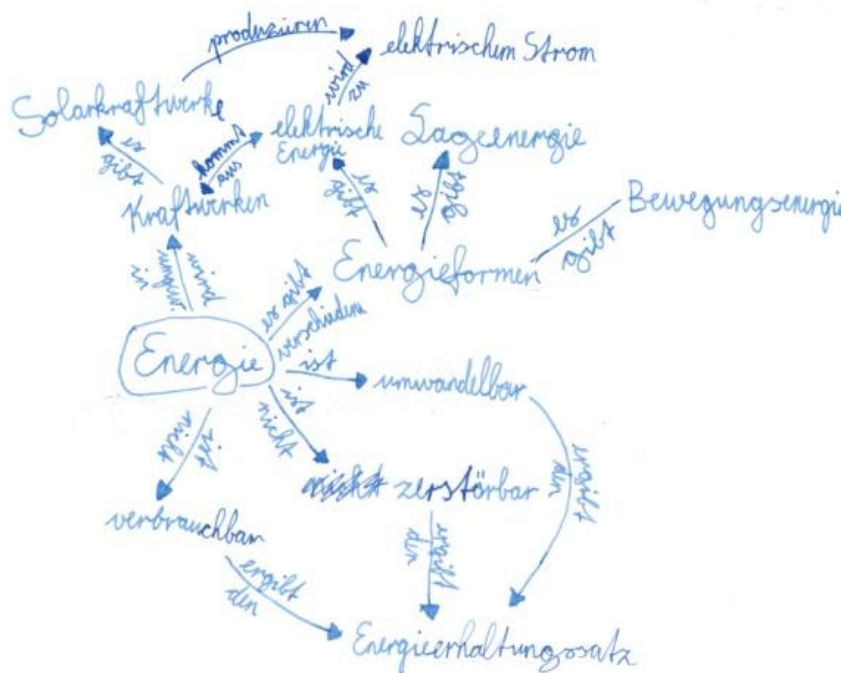 produzieren
elektrischem Strom
wird
zu
Solarkraftwerke
elektrische
Energie
Lageenergie
kommt
aus
es
gibt
es
gibt
es
gibt
Kraftwerken
Bewegungsenergie
es
gibt
Energieformen
wird
in
es gibt
verschiedene
Energie
ist
umwandelbar
ist
nicht
ist
nicht
zerstörbar
ergibt
den
verbrauchbar
ergibt
den
ergibt
den
Energieerhaltungssatz